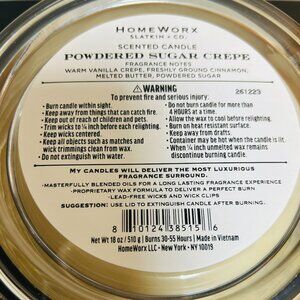 HOMEWORX
SLATKIN + CO.
SCENTED CANDLE
POWDERED SUGAR CREPE
FRAGRANCE NOTES
WARM VANILLA CREPE, FRESHLY GROUND CINNAMON,
MELTED BUTTER, POWDERED SUGAR
WARNING
To prevent fire and serious injury:
261223
• Burn candle within sight.
• Keep away from things that can catch fire.
• Keep out of reach of children and pets.
• Trim wicks to ¼ inch before each relighting.
• Keep wicks centered.
• Keep all objects such as matches and
wick trimmings clean from wax.
• Do not extinguish with water.
• Do not burn candle for more than
4 HOURS at a time.
• Allow the wax to cool before relighting.
• Burn on heat resistant surface.
• Keep away from drafts.
• Container may be hot when the candle is lit.
• When ¼ inch unmelted wax remains
discontinue burning candle.
MY CANDLES WILL DELIVER THE MOST LUXURIOUS
FRAGRANCE SURROUND.
•MASTERFULLY BLENDED OILS FOR A LONG LASTING FRAGRANCE EXPERIENCE
•PROPRIETARY WAX FORMULA TO DELIVER A PERFECT BURN
•LEAD-FREE WICKS AND WICK CLIPS
SUGGESTION: USE LID TO EXTINGUISH CANDLE AFTER BURNING.
8 10124 38515 6
Net Wt 18 oz / 510 g | Burns 30-55 Hours | Made in Vietnam
HomeWorx LLC • New York • NY
10019